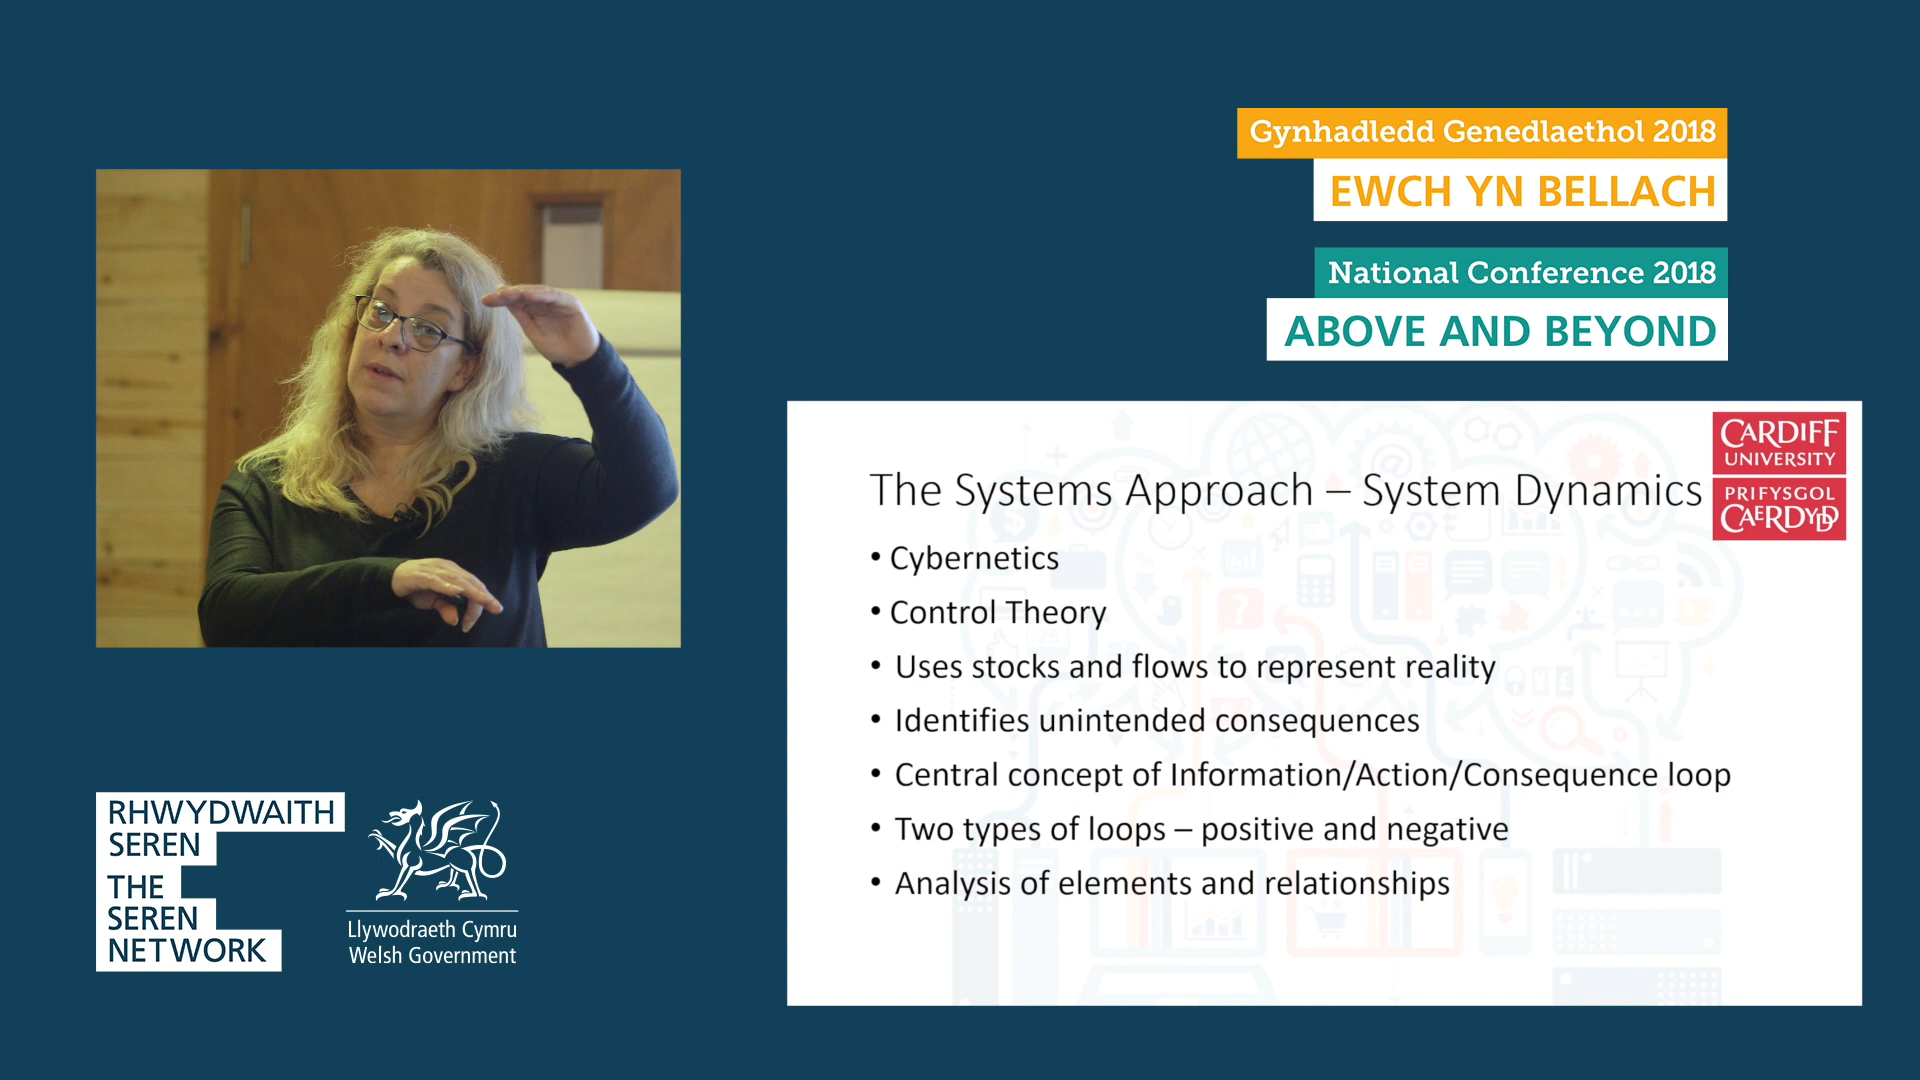 Gynhadledd Genedlaethol 2018
EWCH YN BELLACH
National Conference 2018
ABOVE AND BEYOND
CARDIFF
UNIVERSITY
PRIFYSGOL
CAERDYDD
The Systems Approach – System Dynamics
• Cybernetics
• Control Theory
• Uses stocks and flows to represent reality
• Identifies unintended consequences
• Central concept of Information/Action/Consequence loop
• Two types of loops – positive and negative
• Analysis of elements and relationships
RHWYDWAITH
SEREN
THE
SEREN
NETWORK
Llywodraeth Cymru
Welsh Government